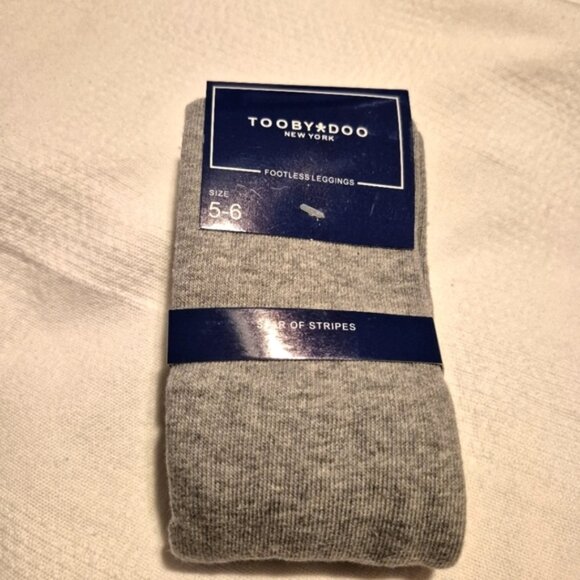 TOOBY★DOO
NEW YORK
FOOTLESS LEGGINGS
SIZE
5-6
OF STRIPES